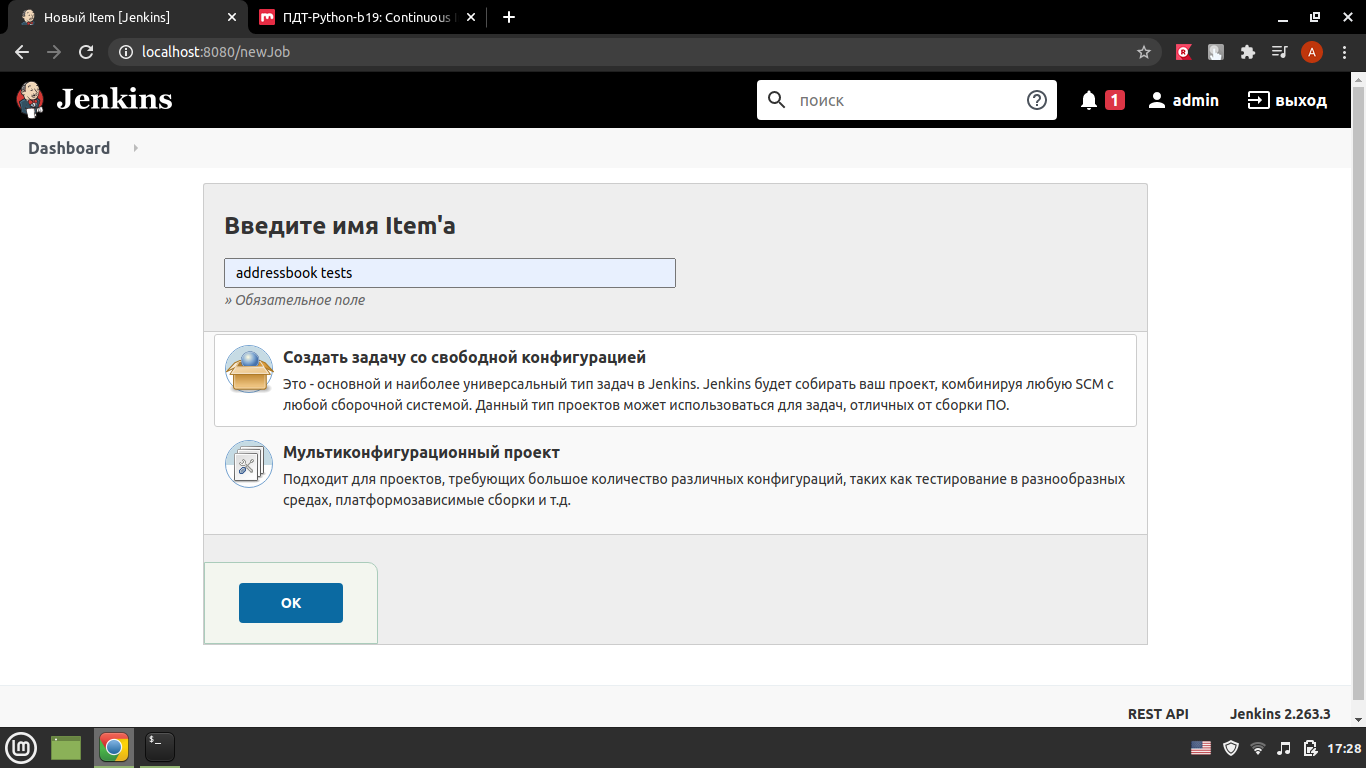 Новый Item [Jenkins]
ПДТ-Python-b19: Continuous
localhost:8080/newJob
A
Jenkins
поиск
1
admin
выход
Dashboard
Введите имя Item'а
addressbook tests
» Обязательное поле
Создать задачу со свободной конфигурацией
Это - основной и наиболее универсальный тип задач в Jenkins. Jenkins будет собирать ваш проект, комбинируя любую SCM с
любой сборочной системой. Данный тип проектов может использоваться для задач, отличных от сборки ПО.
Мультиконфигурационный проект
Подходит для проектов, требующих большое количество различных конфигураций, таких как тестирование в разнообразных
средах, платформозависимые сборки и т.д.
OK
REST API
Jenkins 2.263.3
$_
17:28